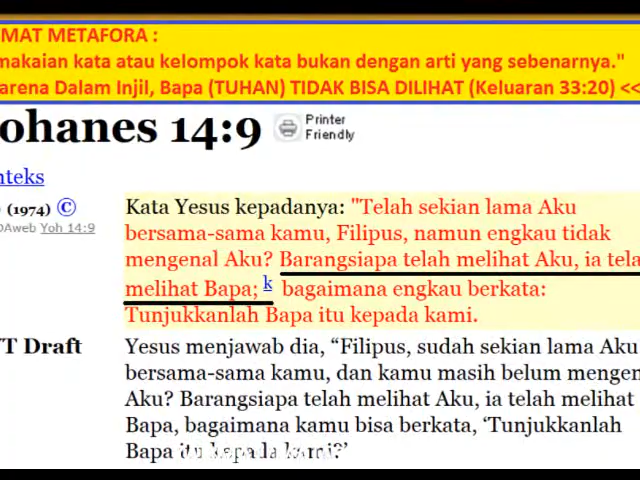 MAT METAFORA :
makaian kata atau kelompok kata bukan dengan arti yang sebenarnya."
arena Dalam Injil, Bapa (TUHAN) TIDAK BISA DILIHAT (Keluaran 33:20) <<
ohanes 14:9
Printer
Friendly
nteks
(1974) ©
DAweb Yoh 14:9
Kata Yesus kepadanya: "Telah sekian lama Aku
bersama-sama kamu, Filipus, namun engkau tidak
mengenal Aku? Barangsiapa telah melihat Aku, ia tela
melihat Bapa; k bagaimana engkau berkata:
Tunjukkanlah Bapa itu kepada kami.
T Draft
Yesus menjawab dia, “Filipus, sudah sekian lama Aku
bersama-sama kamu, dan kamu masih belum mengen
Aku? Barangsiapa telah melihat Aku, ia telah melihat
Bapa, bagaimana kamu bisa berkata, ‘Tunjukkanlah
Bapa itu kepada kami?’